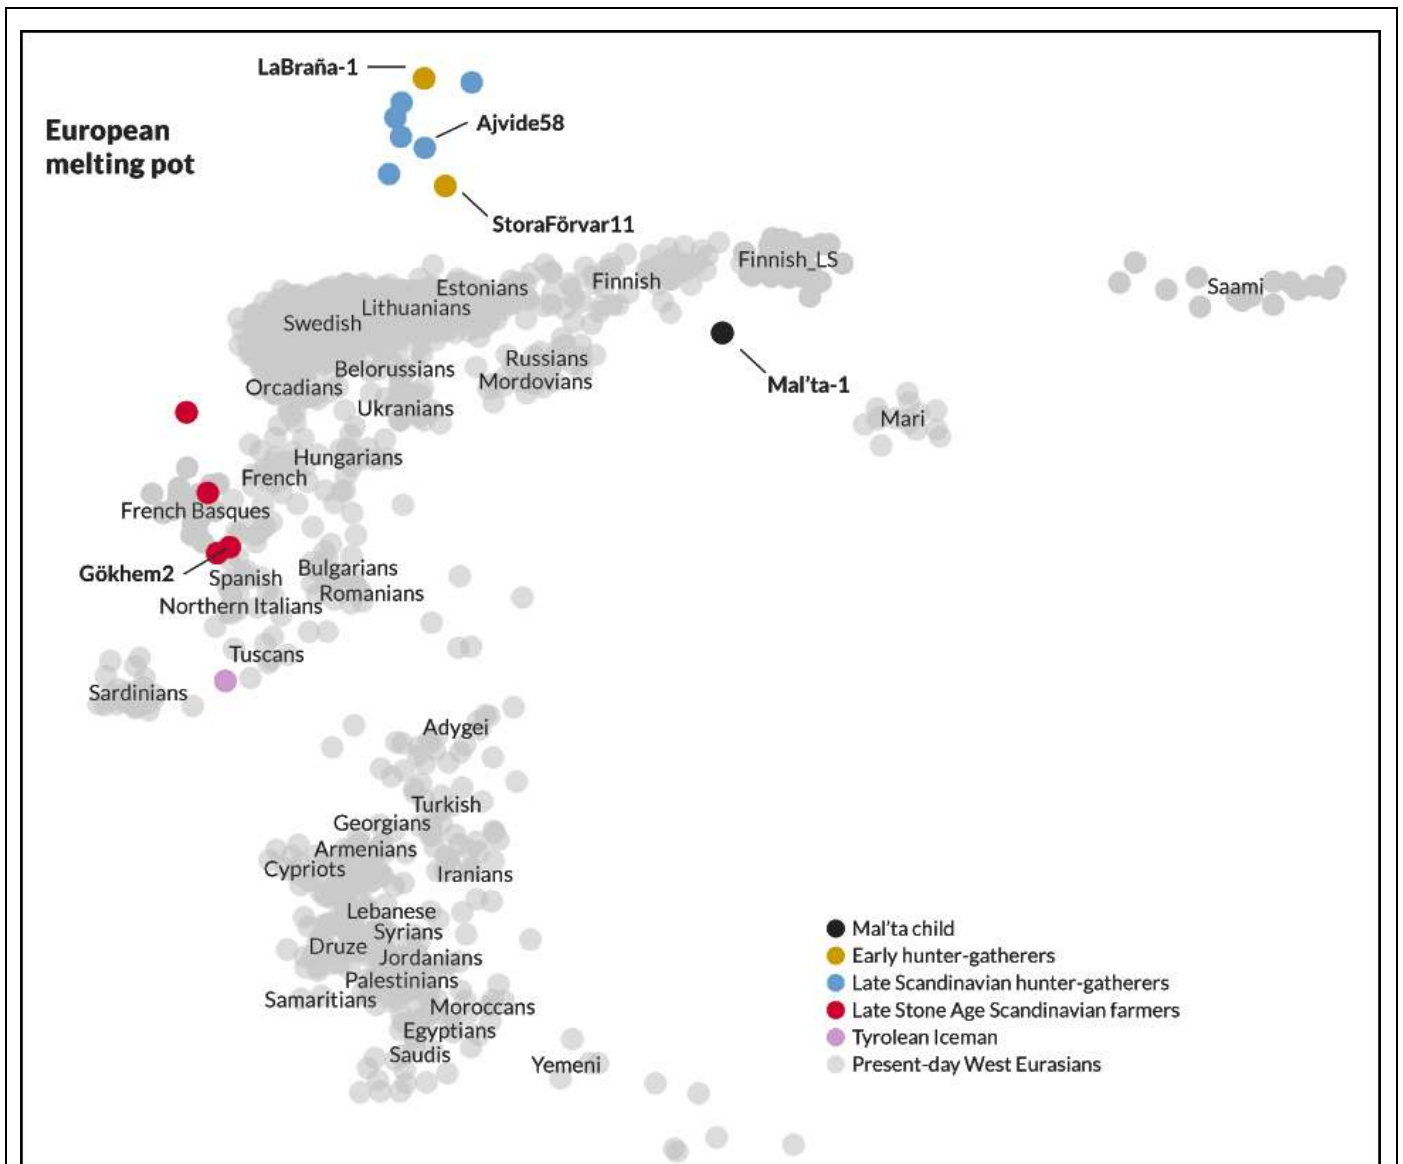 LaBraña-1
European
melting pot
Ajvide58
StoraFörvar11
Finnish_LS
Finnish
Saami
Estonians
Lithuanians
Swedish
Russians
Belorussians
Mordovians
Orcadians
Mal'ta-1
Ukranians
Mari
Hungarians
French
French Basques
Gökhem2
Bulgarians
Spanish
Romanians
Northern Italians
Tuscans
Sardinians
Adygei
Turkish
Georgians
Armenians
Cypriots
Iranians
Lebanese
Syrians
Druze
Jordanians
Palestinians
Samaritians
Moroccans
Egyptians
Saudis
Yemeni
Mal'ta child
Early hunter-gatherers
Late Scandinavian hunter-gatherers
Late Stone Age Scandinavian farmers
Tyrolean Iceman
Present-day West Eurasians